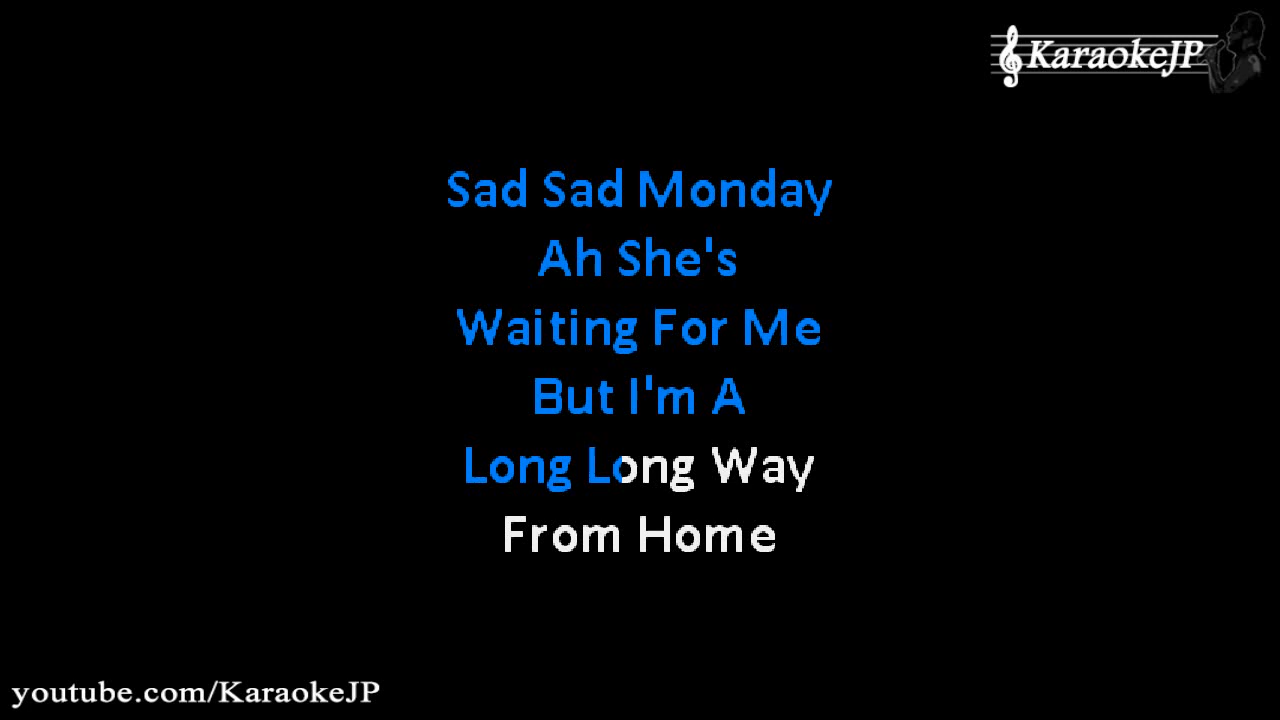 KaraokeJP
Sad Sad Monday
Ah She's
Waiting For Me
But I'm A
Long Long Way
From Home
youtube.com/KaraokeJP